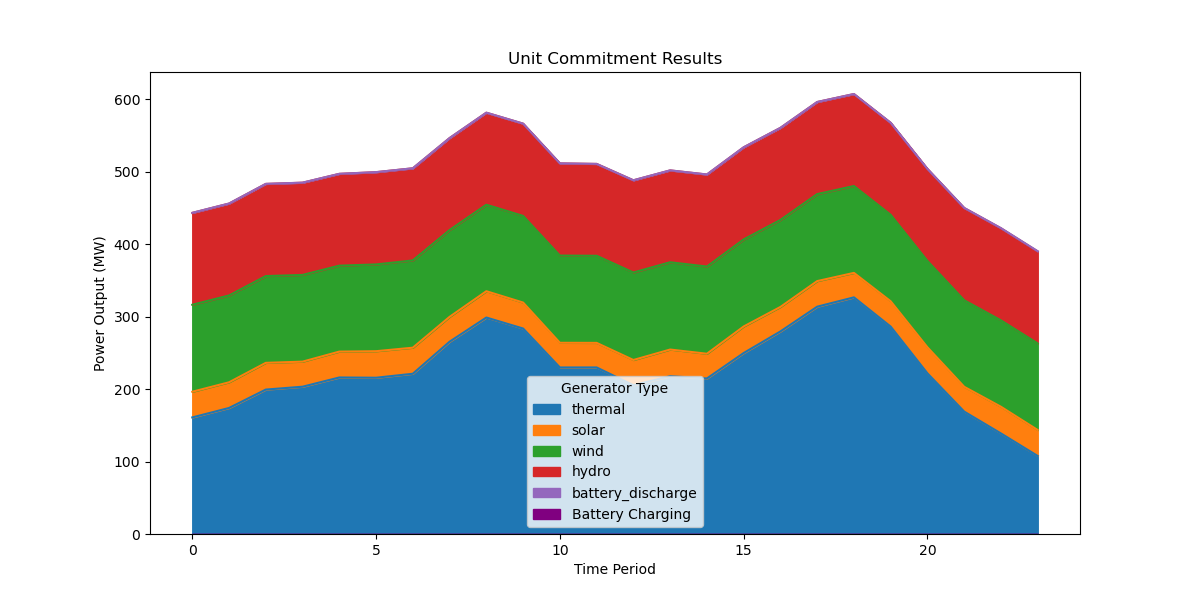 Unit Commitment Results
Power Output (MW)
600
500
400
300
200
100
0
Generator Type
thermal
solar
wind
hydro
battery_discharge
Battery Charging
0 5 10 15 20
Time Period